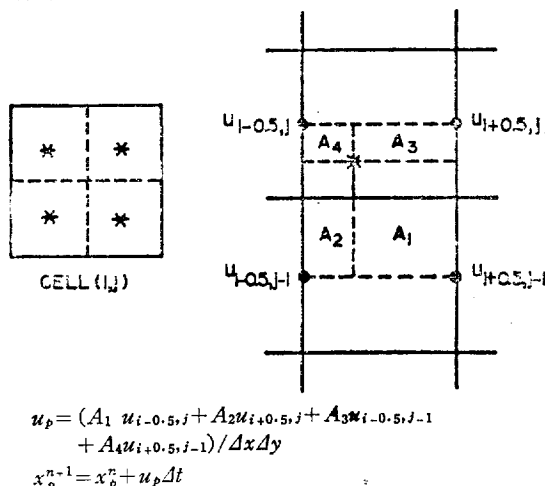 u_{i-0.5,j}
u_{i+0.5,j}
A_4
A_3
A_2
A_1
u_{i-0.5,j-1}
u_{i+0.5,j-1}
CELL(i,j)
u_p = (A_1 u_{i-0.5,j} + A_2 u_{i+0.5,j} + A_3 u_{i-0.5,j-1}
+ A_4 u_{i+0.5,j-1})/ΔxΔy
x_p^{n+1} = x_p^n + u_p Δt